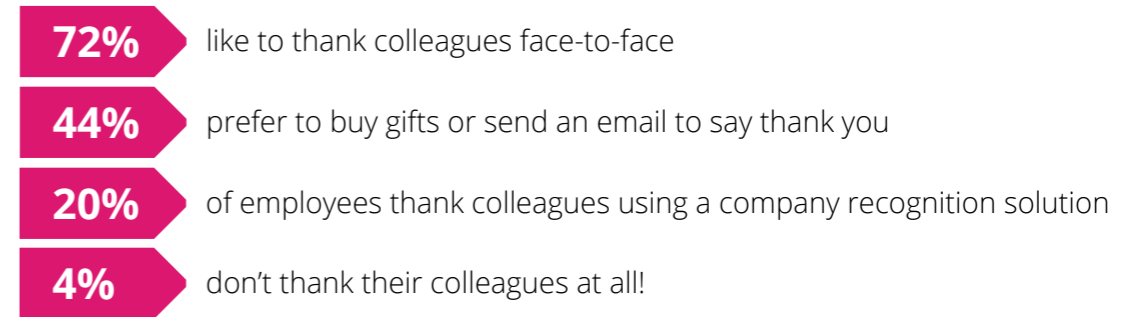 72% like to thank colleagues face-to-face
44% prefer to buy gifts or send an email to say thank you
20% of employees thank colleagues using a company recognition solution
4% don’t thank their colleagues at all!